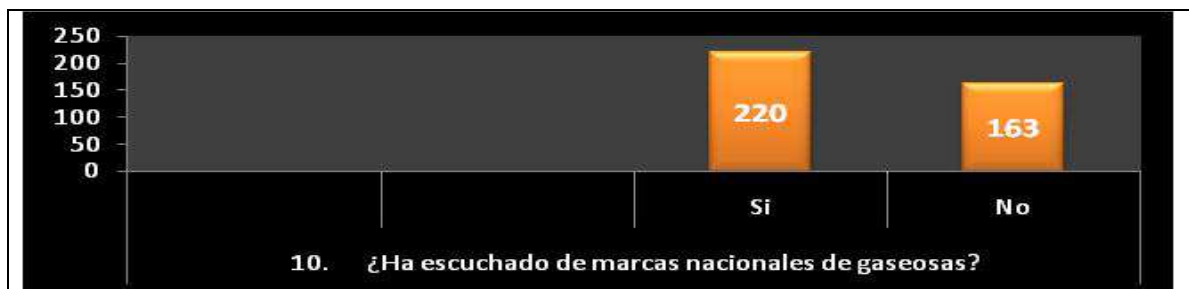 250
200
150
100
50
0
220
163
Si
No
10. ¿Ha escuchado de marcas nacionales de gaseosas?